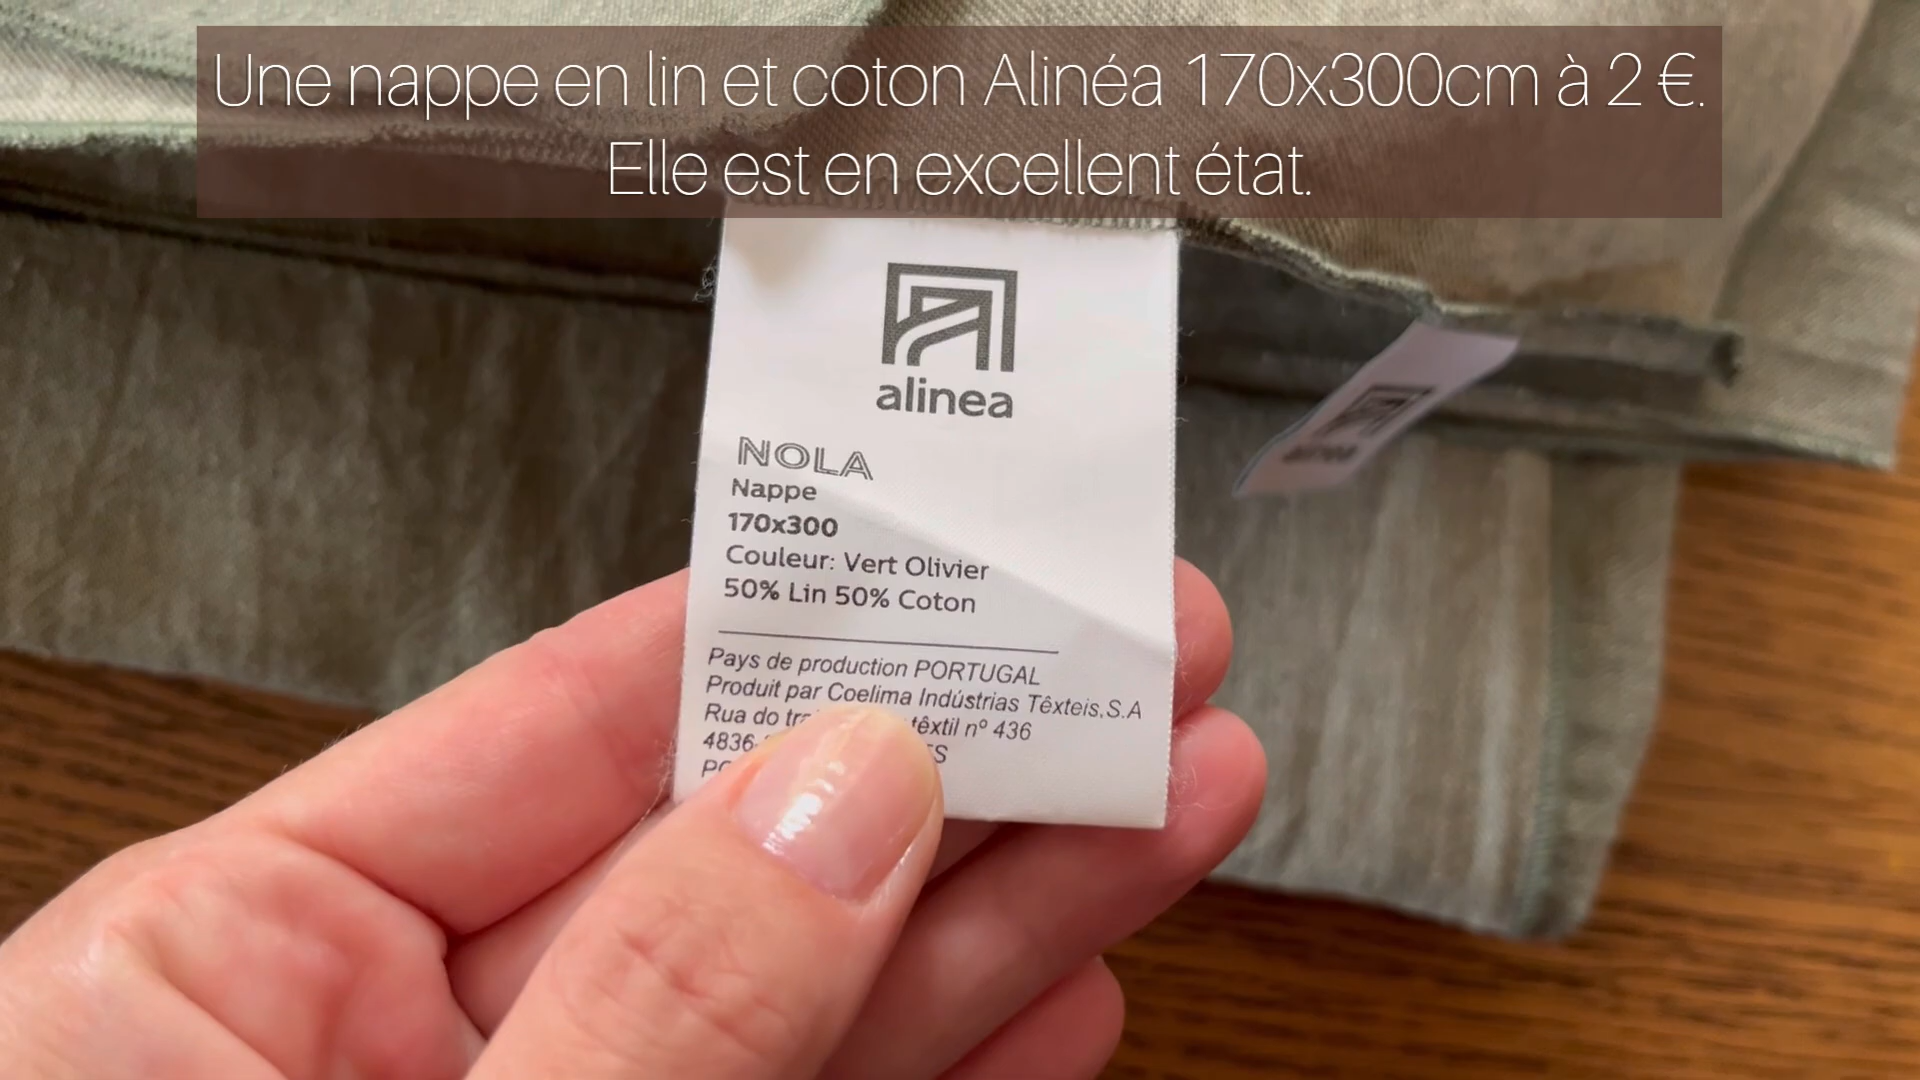 Une nappe en lin et coton Alinéa 170x300cm à 2 €.
Elle est en excellent état.
alinea
NOLA
Nappe
170x300
Couleur: Vert Olivier
50% Lin 50% Coton
Pays de production PORTUGAL
Produit par Coelima Indústrias Têxteis,S.A
Rua do têxtil nº 436
4836-
alinea